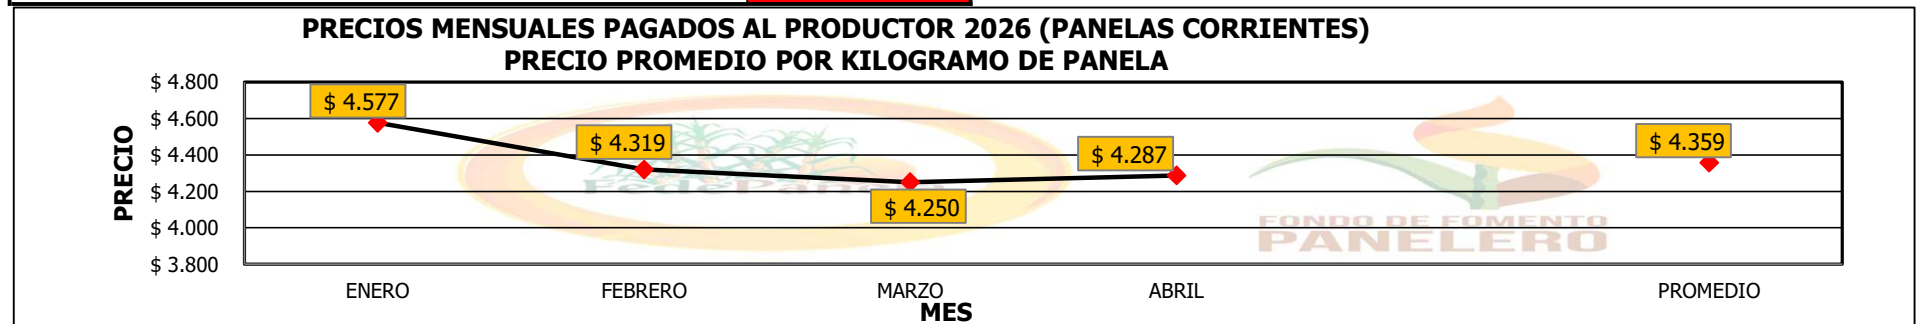 PRECIOS MENSUALES PAGADOS AL PRODUCTOR 2026 (PANELAS CORRIENTES)
PRECIO PROMEDIO POR KILOGRAMO DE PANELA
PRECIO
$ 4.800
$ 4.600
$ 4.400
$ 4.200
$ 4.000
$ 3.800
$ 4.577
$ 4.319
$ 4.250
$ 4.287
$ 4.359
FedePanela
FONDO DE FOMENTO
PANELERO
ENERO FEBRERO MARZO ABRIL PROMEDIO
MES